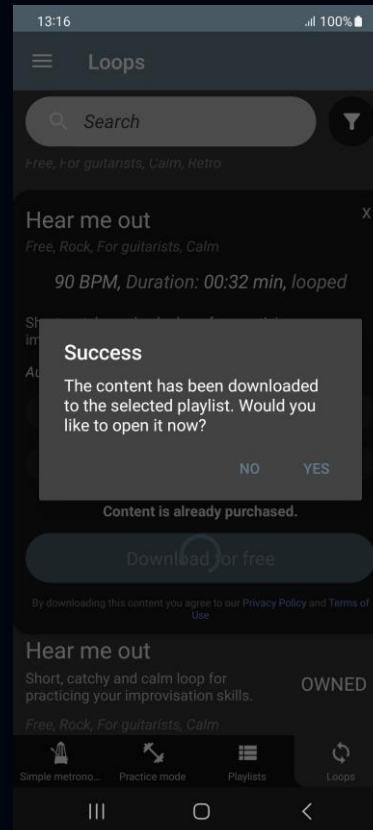 13:16
100%
Loops
Search
Free, For guitarists, Calm, Retro
Hear me out
X
Free, Rock, For guitarists, Calm
90 BPM, Duration: 00:32 min, looped
Success
The content has been downloaded
to the selected playlist. Would you
like to open it now?
NO YES
Content is already purchased.
Download for free
By downloading this content you agree to our Privacy Policy and Terms of
Use
Hear me out
Short, catchy and calm loop for
practicing your improvisation skills.
OWNED
Free, Rock, For guitarists, Calm
Simple metrono... Practice mode Playlists Loops